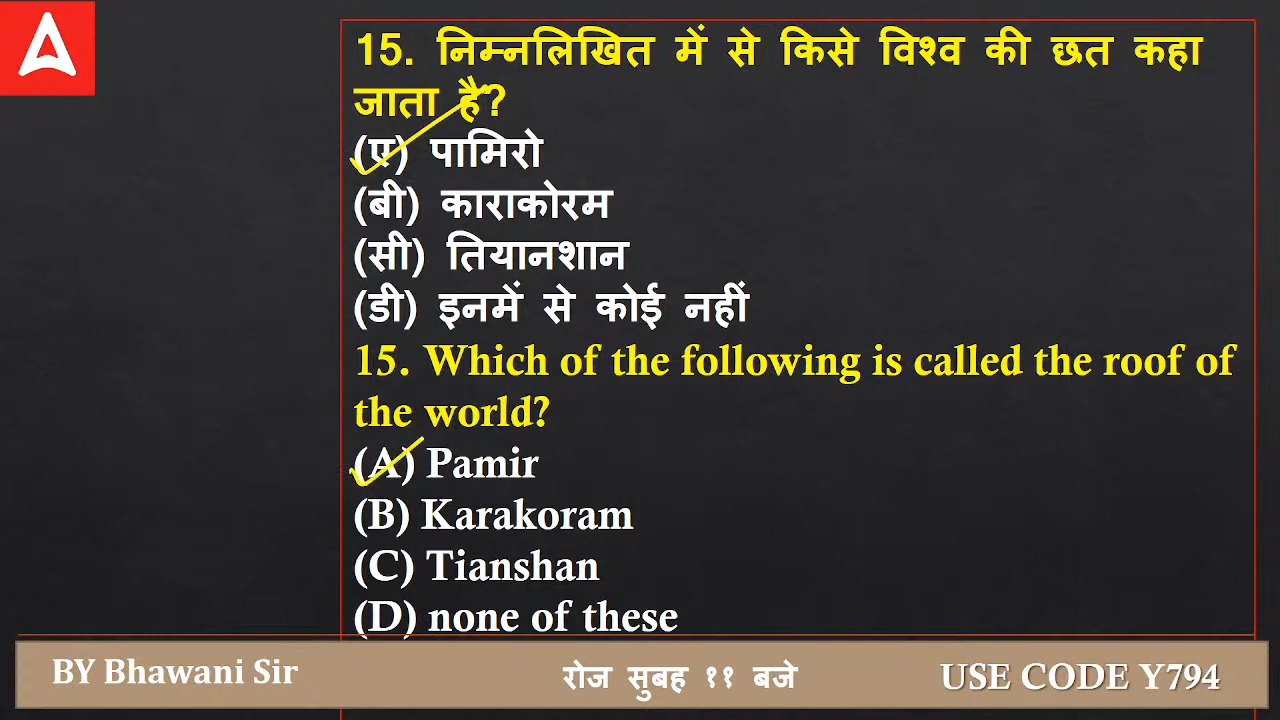 15. निम्नलिखित में से किसे विश्व की छत कहा
जाता है?
(ए) पामिरो
(बी) काराकोरम
(सी) तियानशान
(डी) इनमें से कोई नहीं
15. Which of the following is called the roof of
the world?
(A) Pamir
(B) Karakoram
(C) Tianshan
(D) none of these
BY Bhawani Sir
रोज सुबह ११ बजे
USE CODE Y794